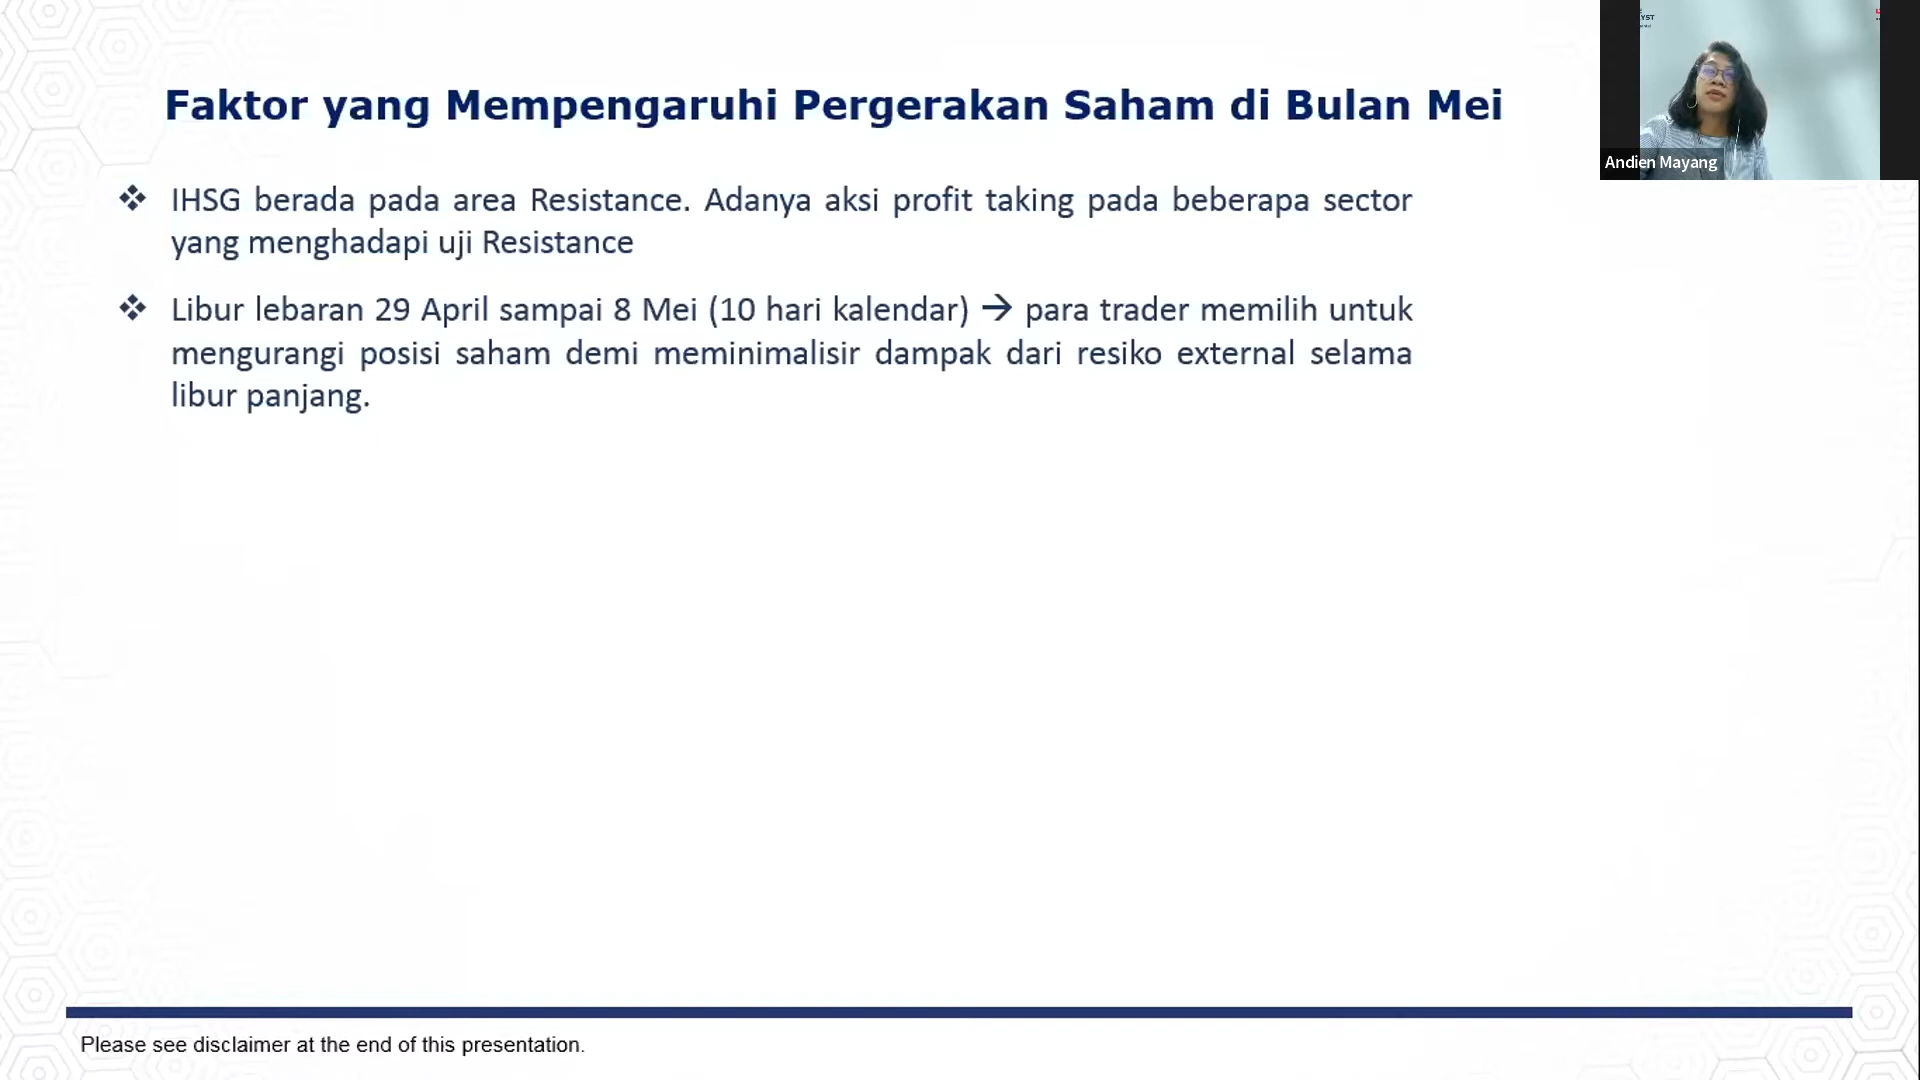 Faktor yang Mempengaruhi Pergerakan Saham di Bulan Mei
❖ IHSG berada pada area Resistance. Adanya aksi profit taking pada beberapa sector
yang menghadapi uji Resistance
❖ Libur lebaran 29 April sampai 8 Mei (10 hari kalendar) → para trader memilih untuk
mengurangi posisi saham demi meminimalisir dampak dari resiko external selama
libur panjang.
YST
Andien Mayang
Please see disclaimer at the end of this presentation.